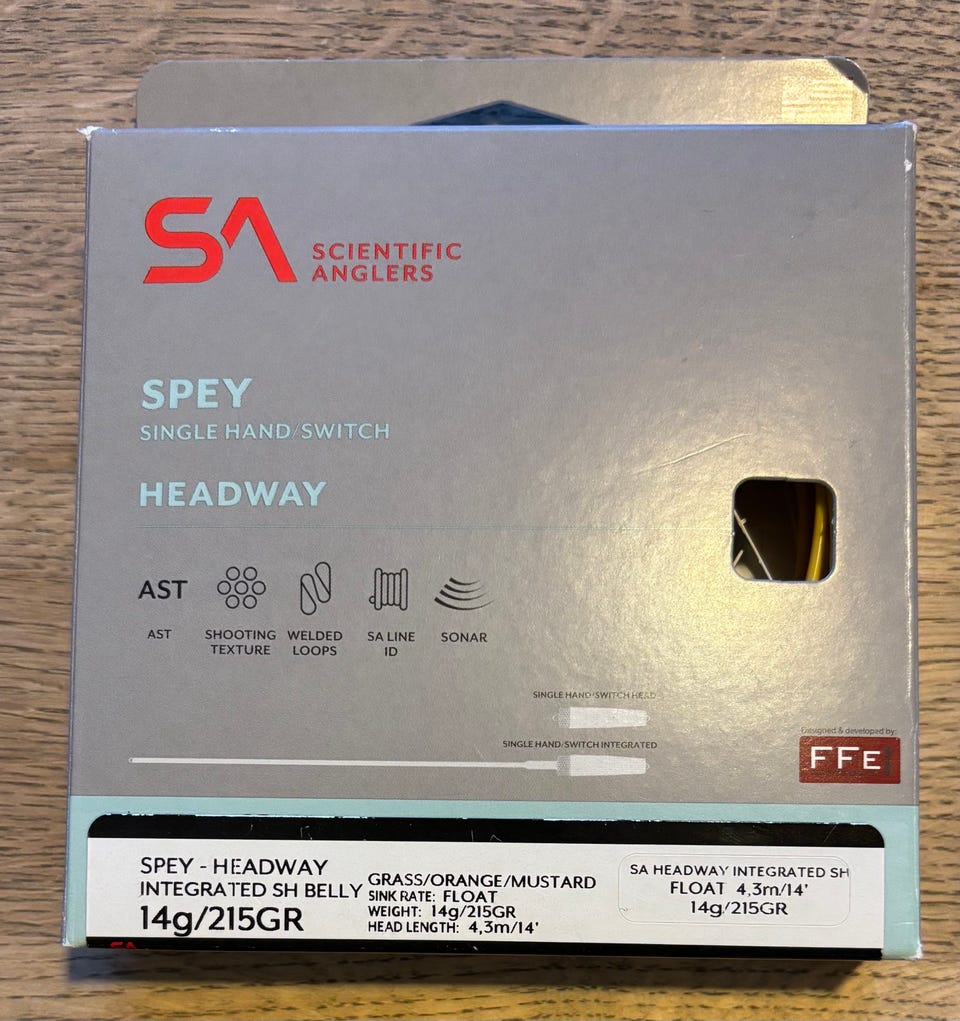 SA SCIENTIFIC
ANGLERS
SPEY
SINGLE HAND/SWITCH
HEADWAY
AST
AST
SHOOTING
TEXTURE
WELDED
LOOPS
SA LINE
ID
SONAR
SINGLE HAND/SWITCH HEAD
SINGLE HAND/SWITCH INTEGRATED
Designed & developed by:
FFE
SPEY - HEADWAY
INTEGRATED SH BELLY
14g/215GR
GRASS/ORANGE/MUSTARD
SINK RATE: FLOAT
WEIGHT: 14g/215GR
HEAD LENGTH: 4,3m/14'
SA HEADWAY INTEGRATED SH
FLOAT 4,3m/14'
14g/215GR
SA